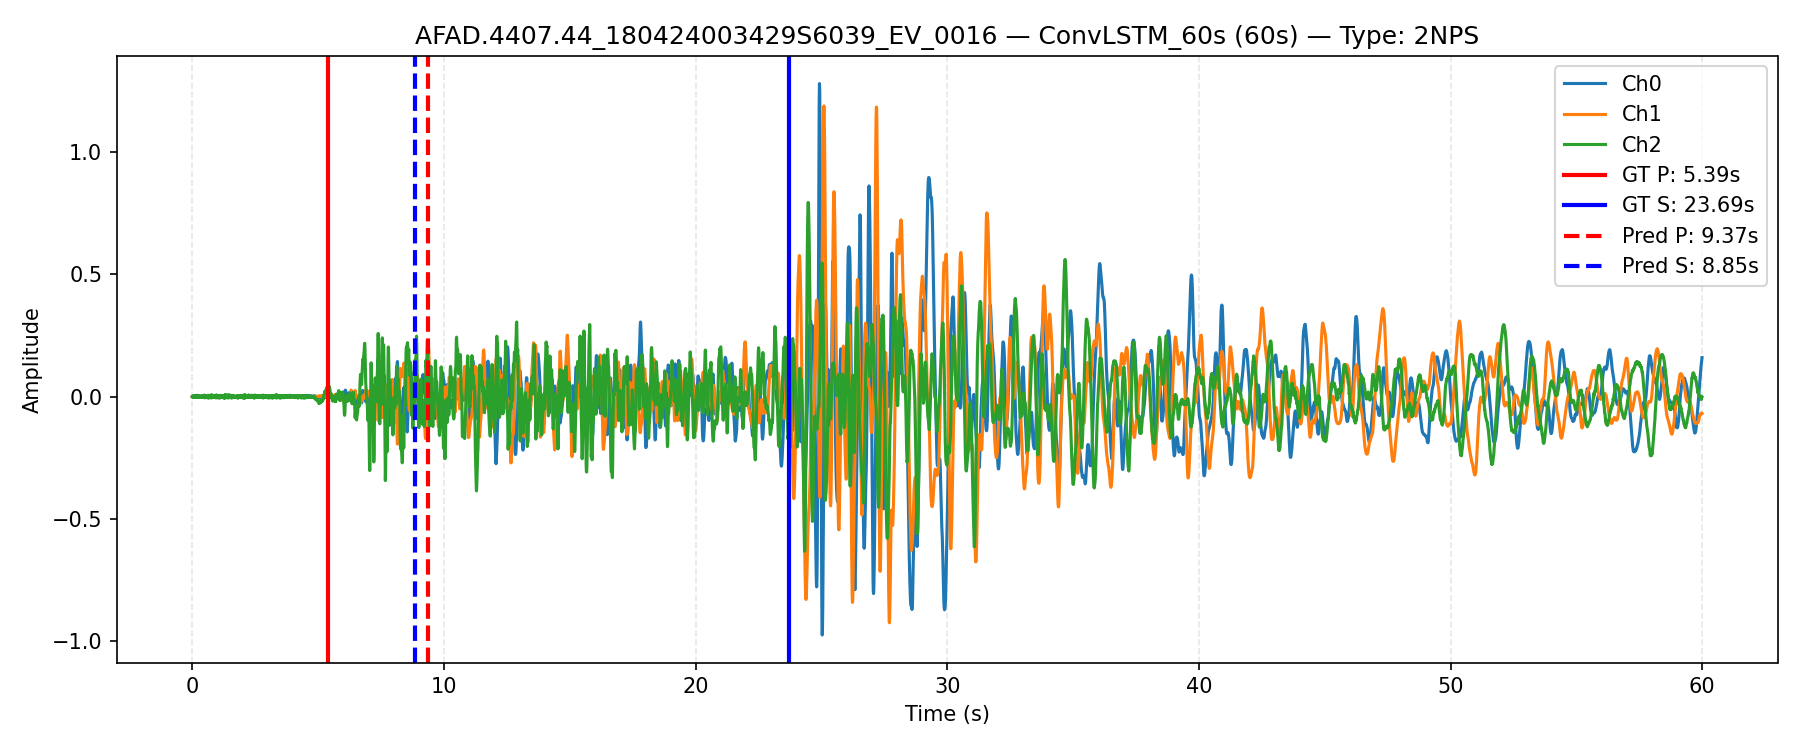 AFAD.4407.44_180424003429S6039_EV_0016 — ConvLSTM_60s (60s) — Type: 2NPS
Ch0
Ch1
Ch2
GT P: 5.39s
GT S: 23.69s
Pred P: 9.37s
Pred S: 8.85s
Amplitude
1.0
0.5
0.0
−0.5
−1.0
0
10
20
30
40
50
60
Time (s)